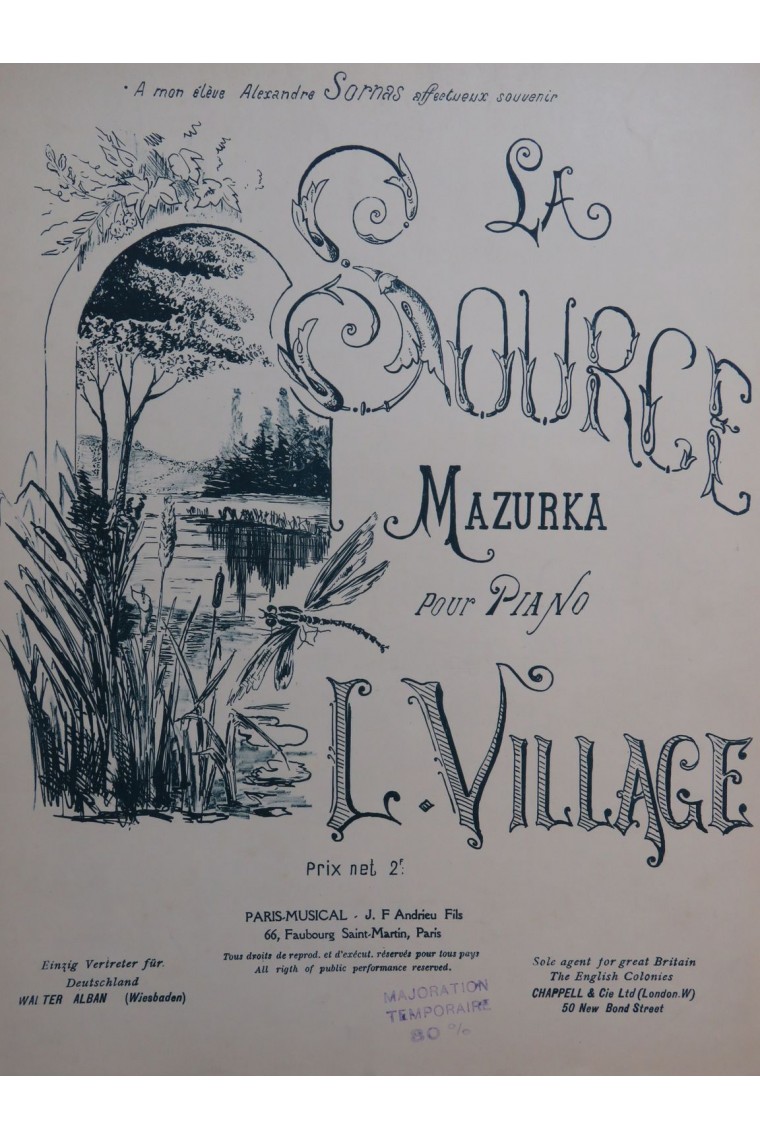 • A mon élève Alexandre Sornas affectueux souvenir
LA
SOURCE
MAZURKA
pour PIANO
L. VILLAGE
Prix net 2f.
PARIS-MUSICAL - J. F Andrieu Fils
66, Faubourg Saint-Martin, Paris
Tous droits de reprod. et d'exécut. réservés pour tous pays
All rigth of public performance reserved.
Einzig Vertreter für.
Deutschland
WALTER ALBAN (Wiesbaden)
Sole agent for great Britain
The English Colonies
CHAPPELL & Cie Ltd (London.W)
50 New Bond Street
MAJORATION
TEMPORAIRE
80 %